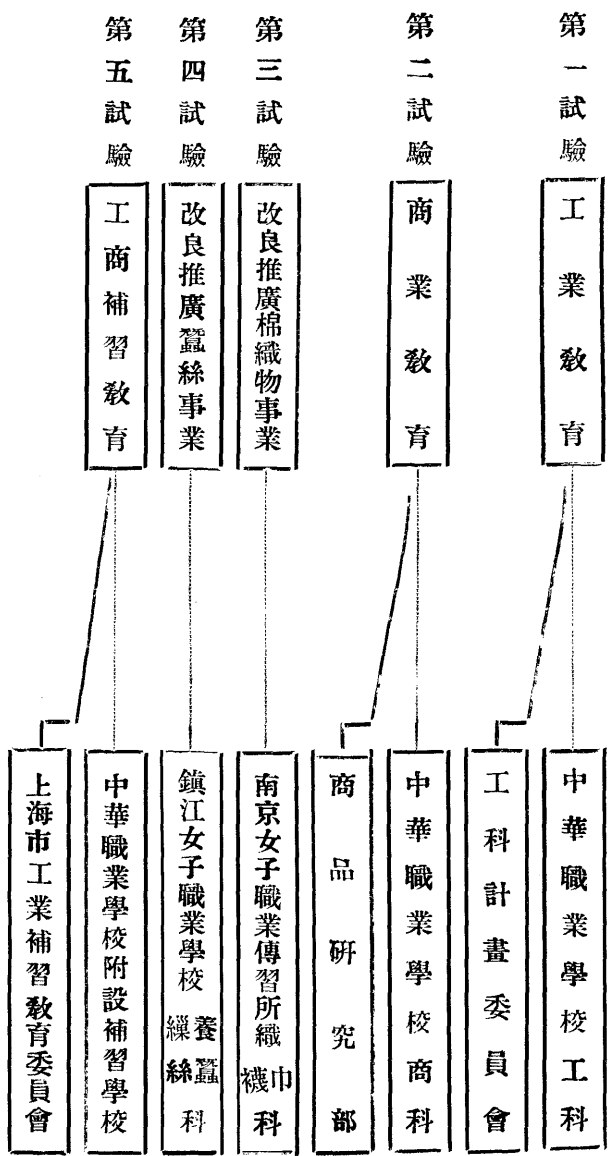 第一試驗
工業敎育
中華職業學校工科
工科計畫委員會
第二試驗
商業敎育
中華職業學校商科
商品硏究部
第三試驗
改良推廣棉織物事業
南京女子職業傳習所織巾襪科
第四試驗
改良推廣蠶絲事業
鎮江女子職業學校養蠶繅絲科
第五試驗
工商補習敎育
中華職業學校附設補習學校
上海市工業補習敎育委員會